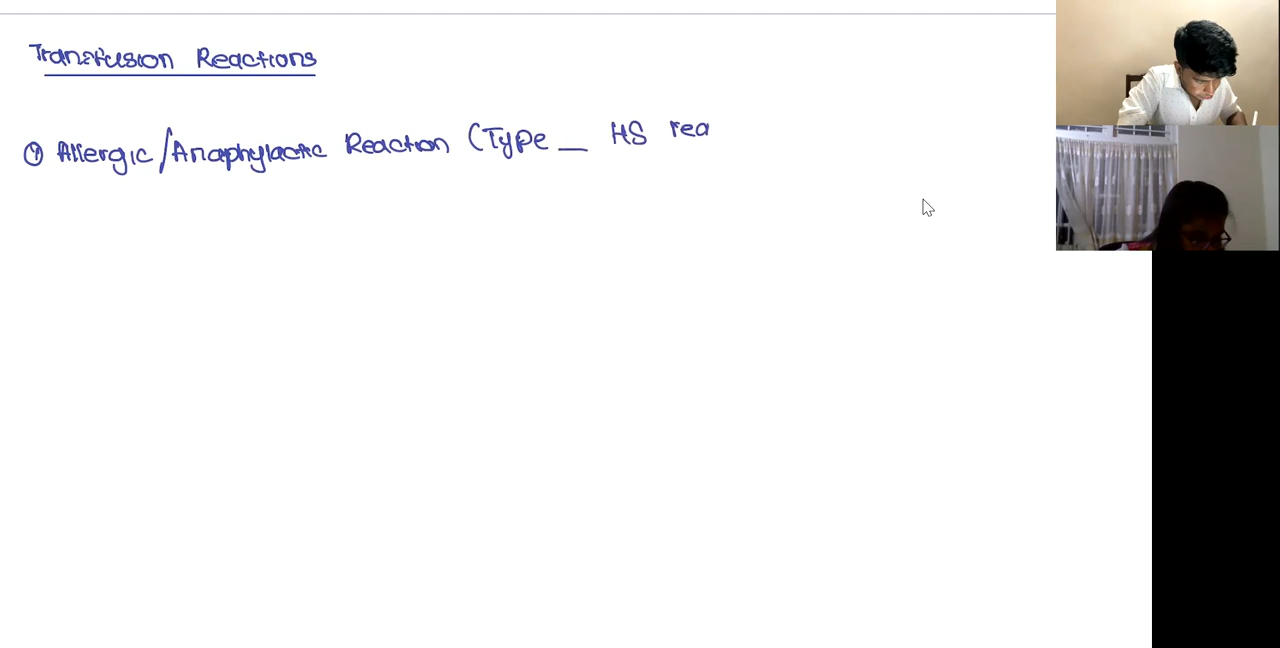 Transfusion Reactions
① Allergic/Anaphylactic Reaction (Type __ HS rea